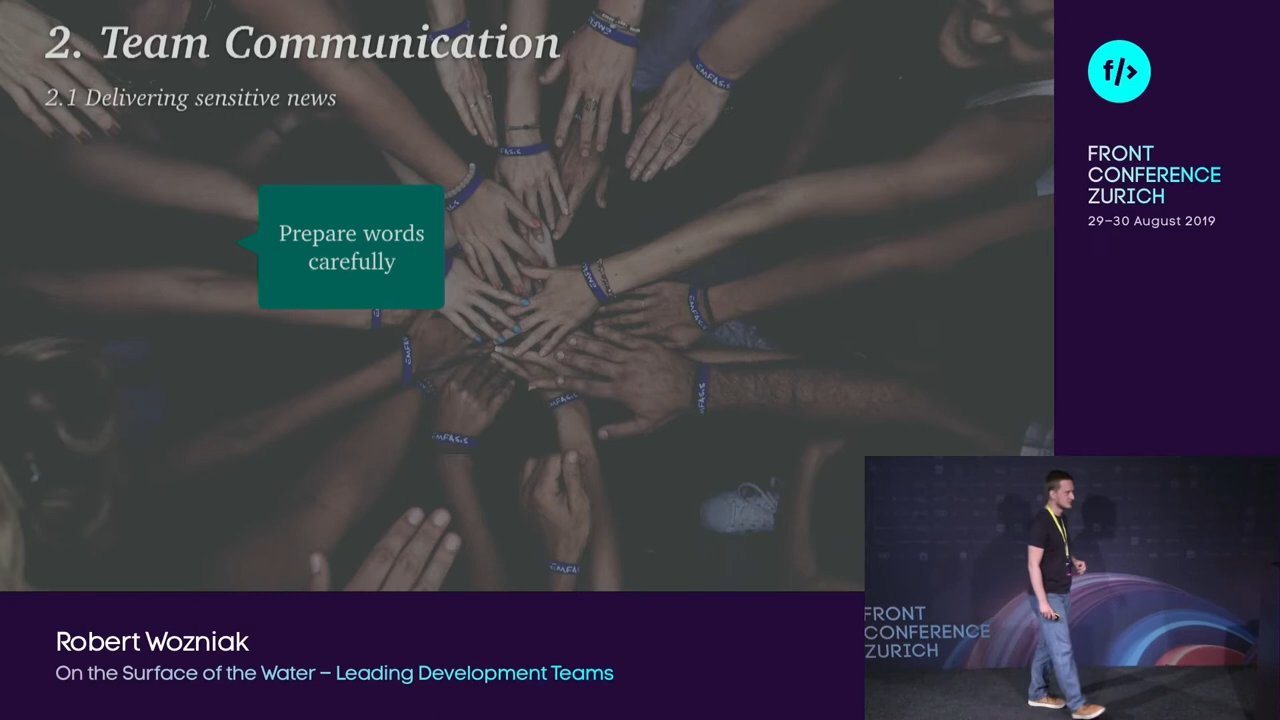 2. Team Communication
2.1 Delivering sensitive news
Prepare words
carefully
f/>
FRONT
CONFERENCE
ZURICH
29–30 August 2019
FRONT
CONFERENCE
ZURICH
Robert Wozniak
On the Surface of the Water – Leading Development Teams